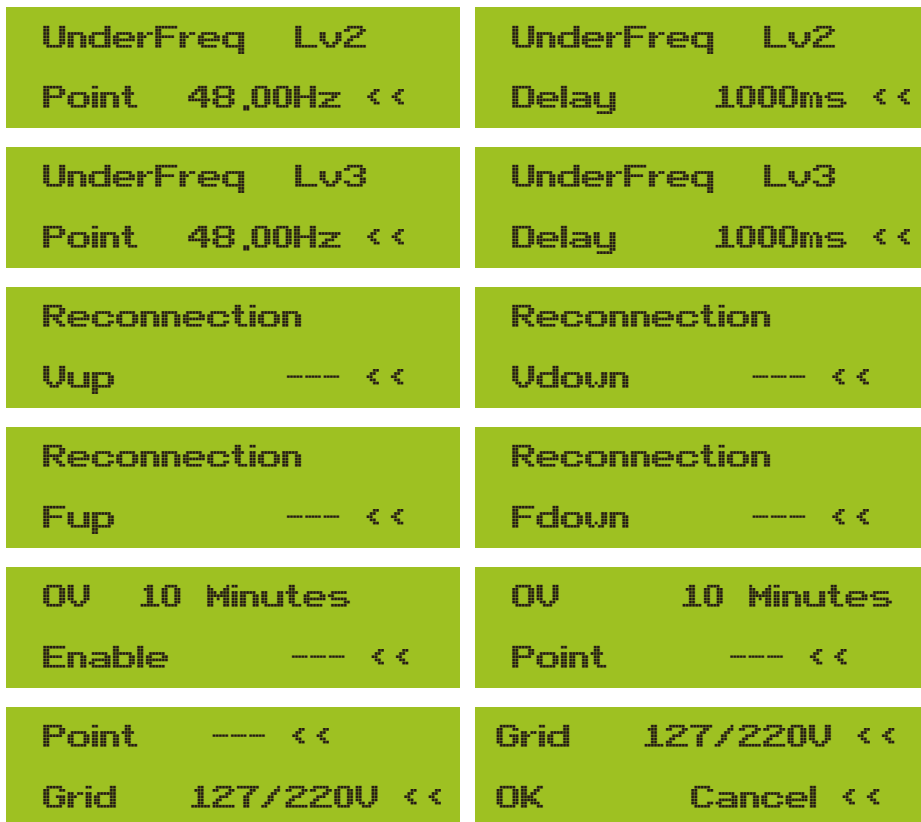 UnderFreq Lv2
Point 48.00Hz <<
UnderFreq Lv2
Delay 1000ms <<
UnderFreq Lv3
Point 48.00Hz <<
UnderFreq Lv3
Delay 1000ms <<
Reconnection
Vup --- <<
Reconnection
Vdown --- <<
Reconnection
Fup --- <<
Reconnection
Fdown --- <<
OV 10 Minutes
Enable --- <<
OV 10 Minutes
Point --- <<
Point --- <<
Grid 127/220V <<
Grid 127/220V <<
OK Cancel <<